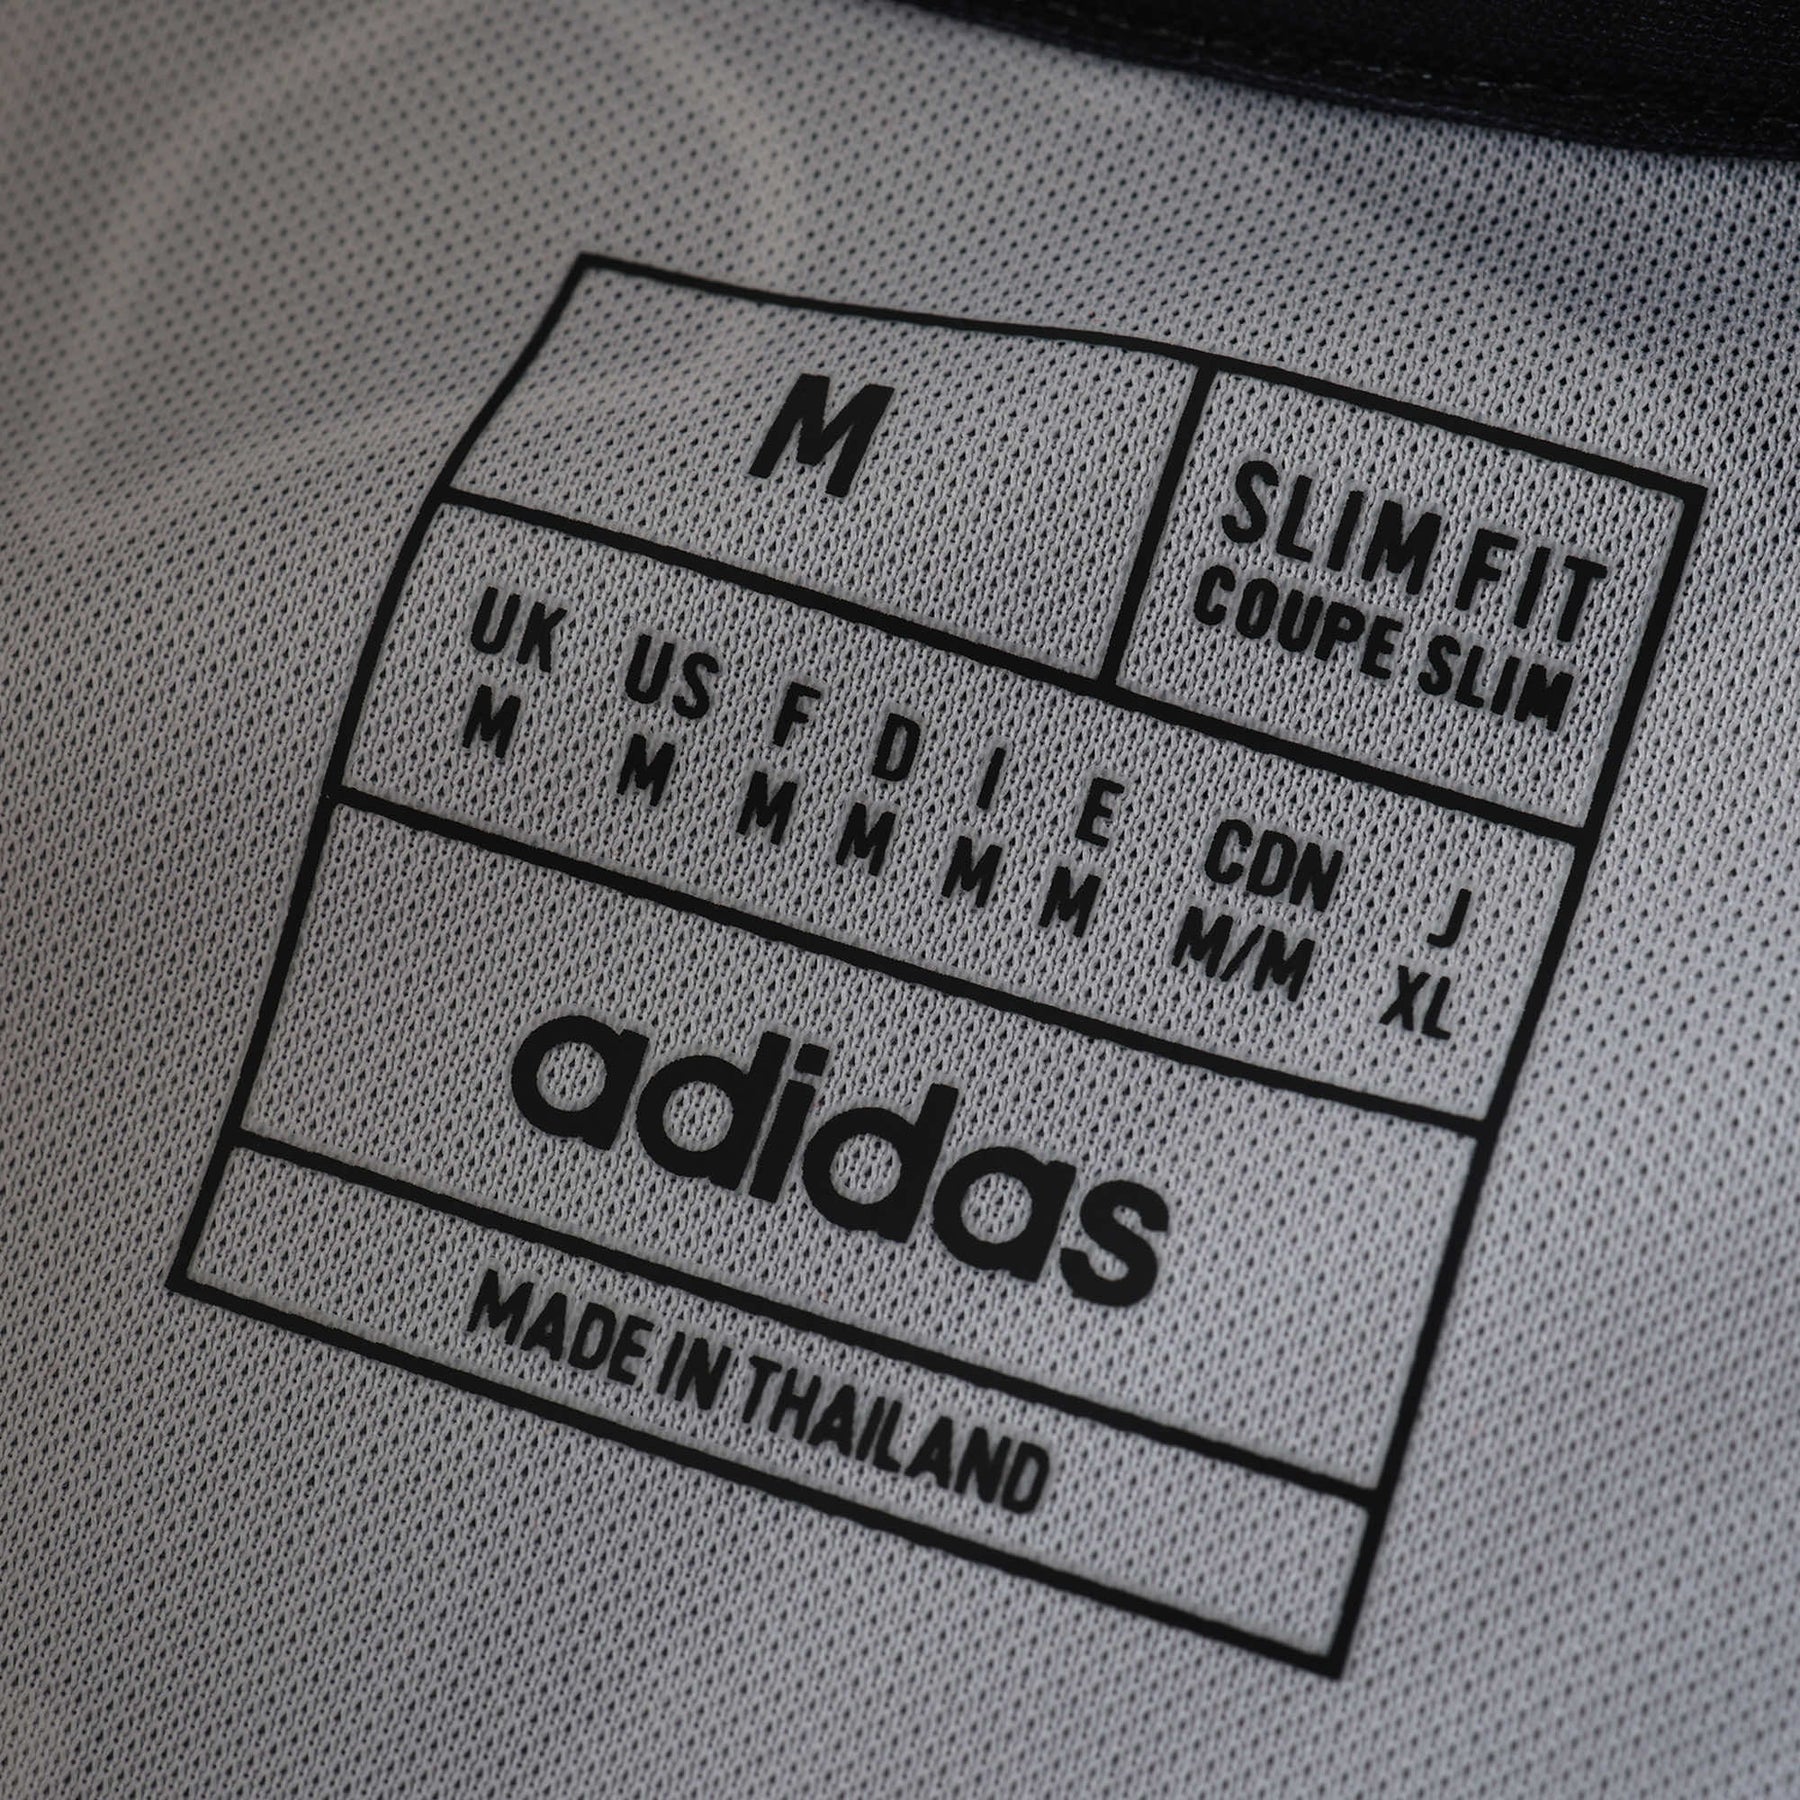 M
SLIM FIT
COUPE SLIM
UK US F D I E CDN J
M M M M M M M/M XL
adidas
MADE IN THAILAND